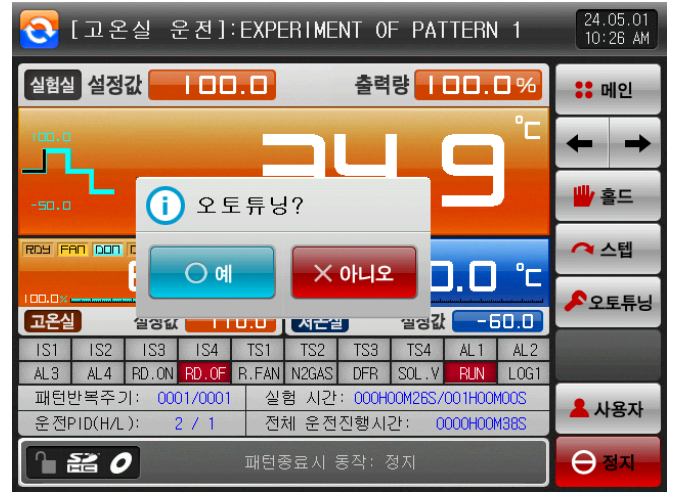 [고온실 운전]:EXPERIMENT OF PATTERN 1
24.05.01
10:26 AM
실험실 설정값 100.0 출력량 100.0%
메인
100.0
-50.0
℃
홀드
오토튜닝?
예
아니오
RDY FAN DON
0.0 ℃
스텝
100.0%
오토튜닝
고온실 설정값 110.0 저온실 설정값 -60.0
IS1 IS2 IS3 IS4 TS1 TS2 TS3 TS4 AL1 AL2
AL3 AL4 RD.ON RD.OF R.FAN N2GAS DFR SOL.V RUN LOG1
패턴반복주기: 0001/0001 실험 시간: 000H00M26S/001H00M00S
운전PID(H/L): 2 / 1 전체 운전진행시간: 0000H00M38S
사용자
패턴종료시 동작: 정지
정지